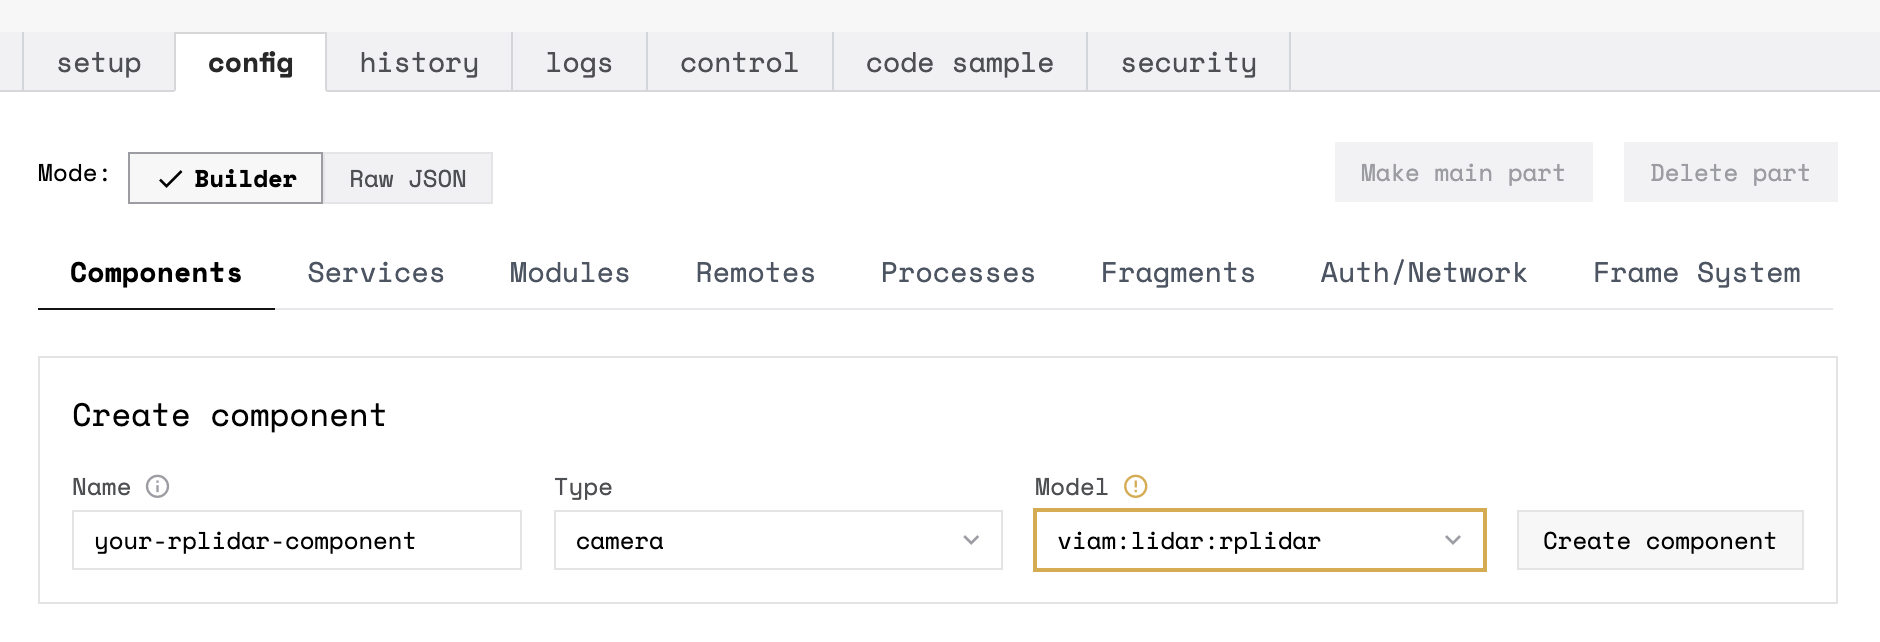 setup config history logs control code sample security
Mode: Builder Raw JSON Make main part Delete part
Components Services Modules Remotes Processes Fragments Auth/Network Frame System
Create component
Name Type Model
your-rplidar-component camera viam:lidar:rplidar Create component